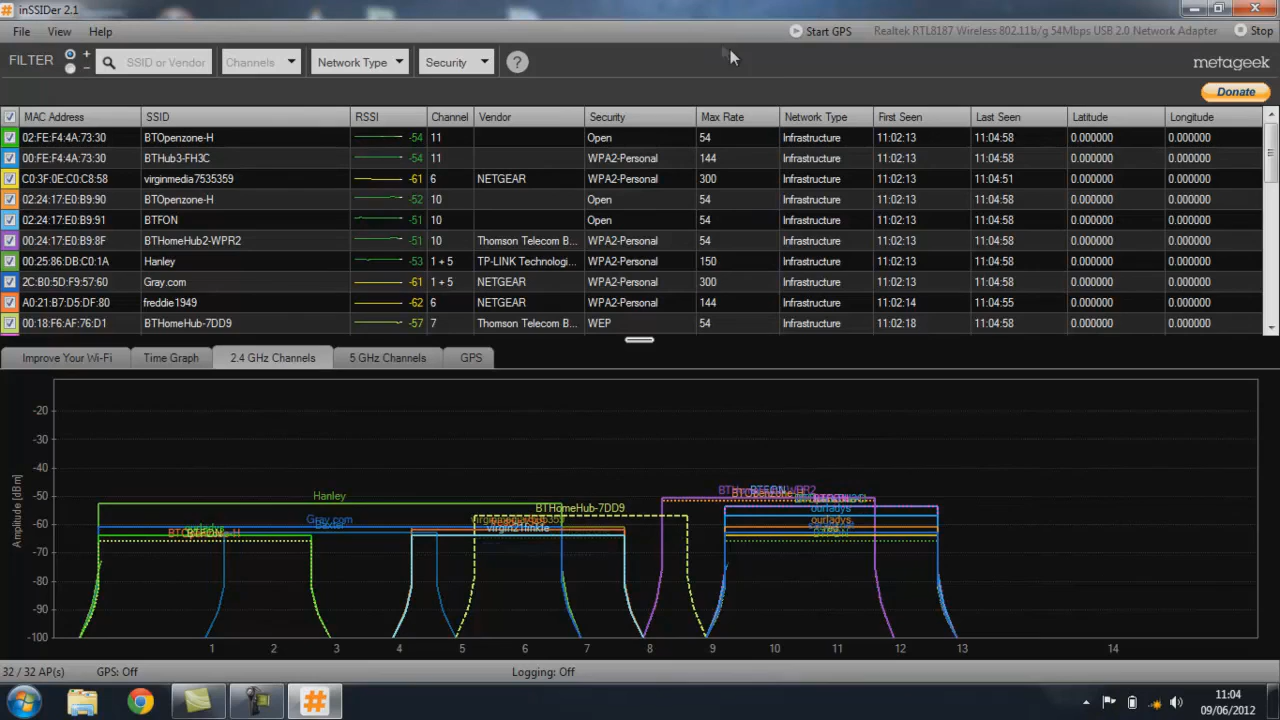 inSSIDer 2.1
File View Help Start GPS Realtek RTL8187 Wireless 802.11b/g 54Mbps USB 2.0 Network Adapter Stop
FILTER + - SSID or Vendor Channels Network Type Security ? metageek
Donate
MAC Address SSID RSSI Channel Vendor Security Max Rate Network Type First Seen Last Seen Latitude Longitude
02:FE:F4:4A:73:30 BTOpenzone-H -54 11 Open 54 Infrastructure 11:02:13 11:04:58 0.000000 0.000000
00:FE:F4:4A:73:30 BTHub3-FH3C -54 11 WPA2-Personal 144 Infrastructure 11:02:13 11:04:58 0.000000 0.000000
C0:3F:0E:C0:C8:58 virginmedia7535359 -61 6 NETGEAR WPA2-Personal 300 Infrastructure 11:02:13 11:04:51 0.000000 0.000000
02:24:17:E0:B9:90 BTOpenzone-H -52 10 Open 54 Infrastructure 11:02:13 11:04:58 0.000000 0.000000
02:24:17:E0:B9:91 BTFON -51 10 Open 54 Infrastructure 11:02:13 11:04:58 0.000000 0.000000
00:24:17:E0:B9:8F BTHomeHub2-WPR2 -51 10 Thomson Telecom B... WPA2-Personal 54 Infrastructure 11:02:13 11:04:58 0.000000 0.000000
00:25:86:DB:C0:1A Hanley -53 1 + 5 TP-LINK Technologi... WPA2-Personal 150 Infrastructure 11:02:13 11:04:58 0.000000 0.000000
2C:B0:5D:F9:57:60 Gray.com -61 1 + 5 NETGEAR WPA2-Personal 300 Infrastructure 11:02:13 11:04:58 0.000000 0.000000
A0:21:B7:D5:DF:80 freddie1949 -62 6 NETGEAR WPA2-Personal 144 Infrastructure 11:02:14 11:04:55 0.000000 0.000000
00:18:F6:AF:76:D1 BTHomeHub-7DD9 -57 7 Thomson Telecom B... WEP 54 Infrastructure 11:02:18 11:04:58 0.000000 0.000000
Improve Your Wi-Fi Time Graph 2.4 GHz Channels 5 GHz Channels GPS
Amplitude [dBm]
-20
-30
-40
-50
-60
-70
-80
-90
-100
Hanley
BTHomeHub-7DD9
Gray.com
virgin21finkle
BTOpenzone-H
ourladys
ourladys
1 2 3 4 5 6 7 8 9 10 11 12 13 14
32 / 32 AP(s) GPS: Off Logging: Off
11:04
09/06/2012